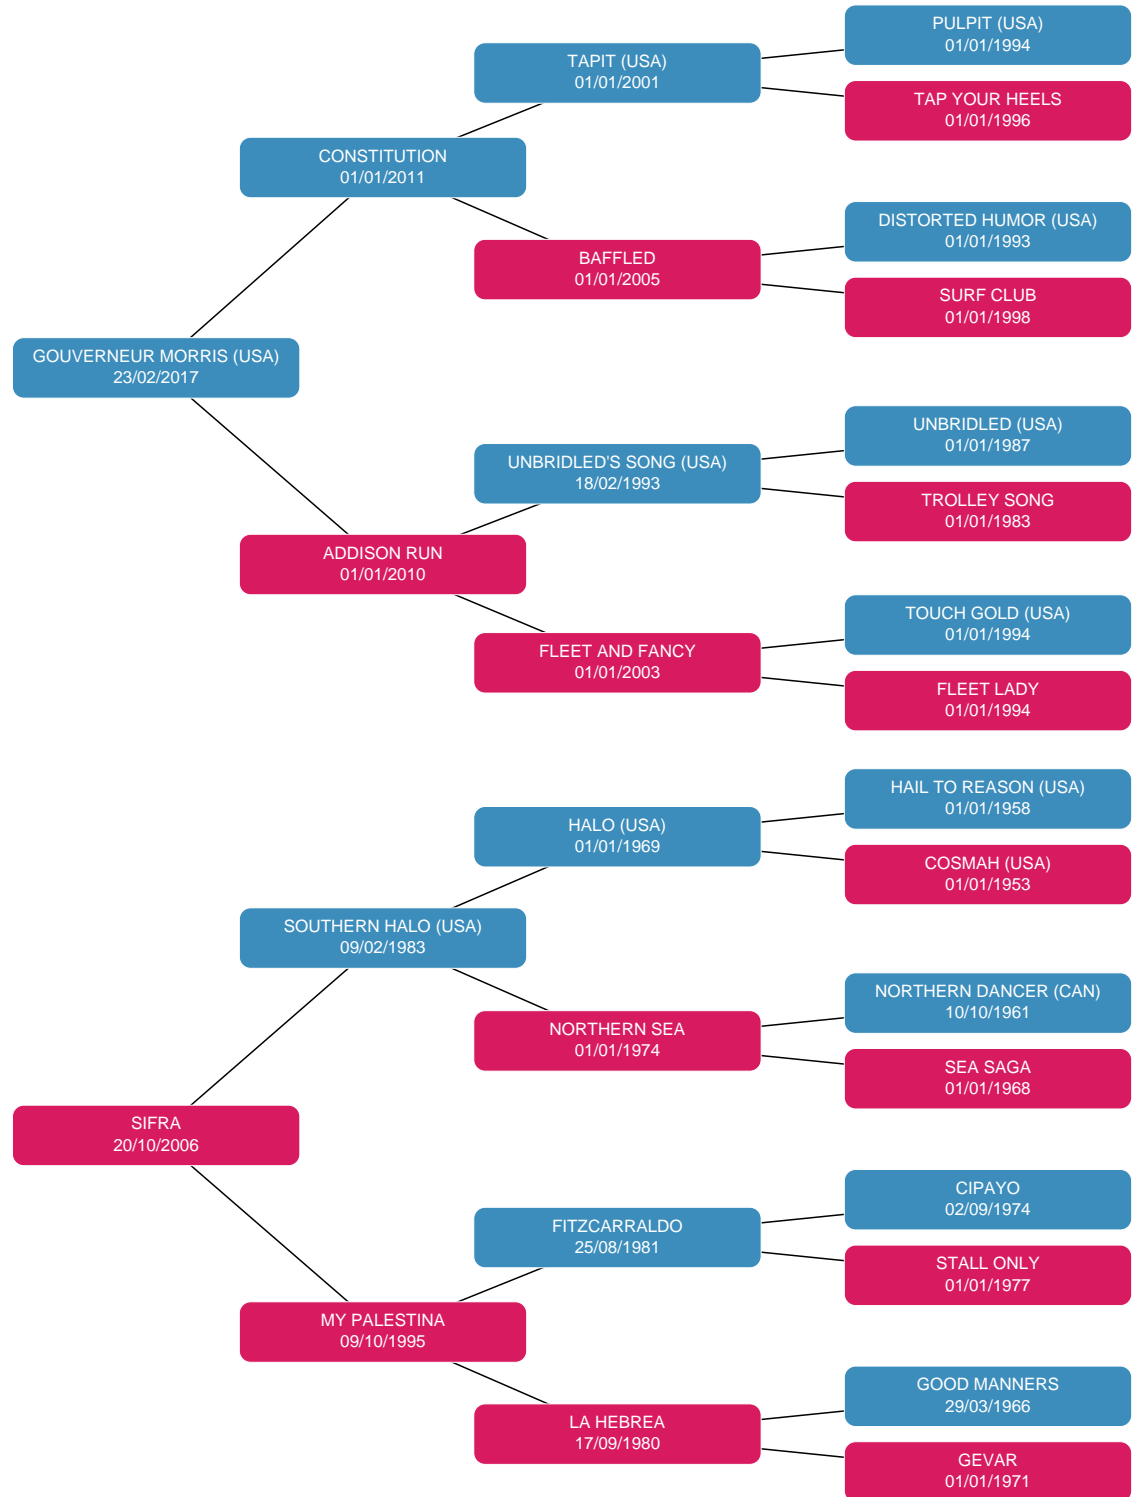 PULPIT (USA)
01/01/1994
TAPIT (USA)
01/01/2001
TAP YOUR HEELS
01/01/1996
CONSTITUTION
01/01/2011
DISTORTED HUMOR (USA)
01/01/1993
BAFFLED
01/01/2005
SURF CLUB
01/01/1998
GOUVERNEUR MORRIS (USA)
23/02/2017
UNBRIDLED (USA)
01/01/1987
UNBRIDLED'S SONG (USA)
18/02/1993
TROLLEY SONG
01/01/1983
ADDISON RUN
01/01/2010
TOUCH GOLD (USA)
01/01/1994
FLEET AND FANCY
01/01/2003
FLEET LADY
01/01/1994
HAIL TO REASON (USA)
01/01/1958
HALO (USA)
01/01/1969
COSMAH (USA)
01/01/1953
SOUTHERN HALO (USA)
09/02/1983
NORTHERN DANCER (CAN)
10/10/1961
NORTHERN SEA
01/01/1974
SEA SAGA
01/01/1968
SIFRA
20/10/2006
CIPAYO
02/09/1974
FITZCARRALDO
25/08/1981
STALL ONLY
01/01/1977
MY PALESTINA
09/10/1995
GOOD MANNERS
29/03/1966
LA HEBREA
17/09/1980
GEVAR
01/01/1971